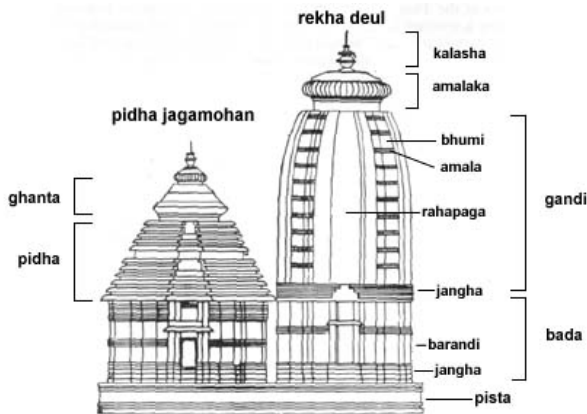 rekha deul
kalasha
amalaka
pidha jagamohan
bhumi
amala
ghanta
gandi
rahapaga
pidha
jangha
bada
barandi
jangha
pista